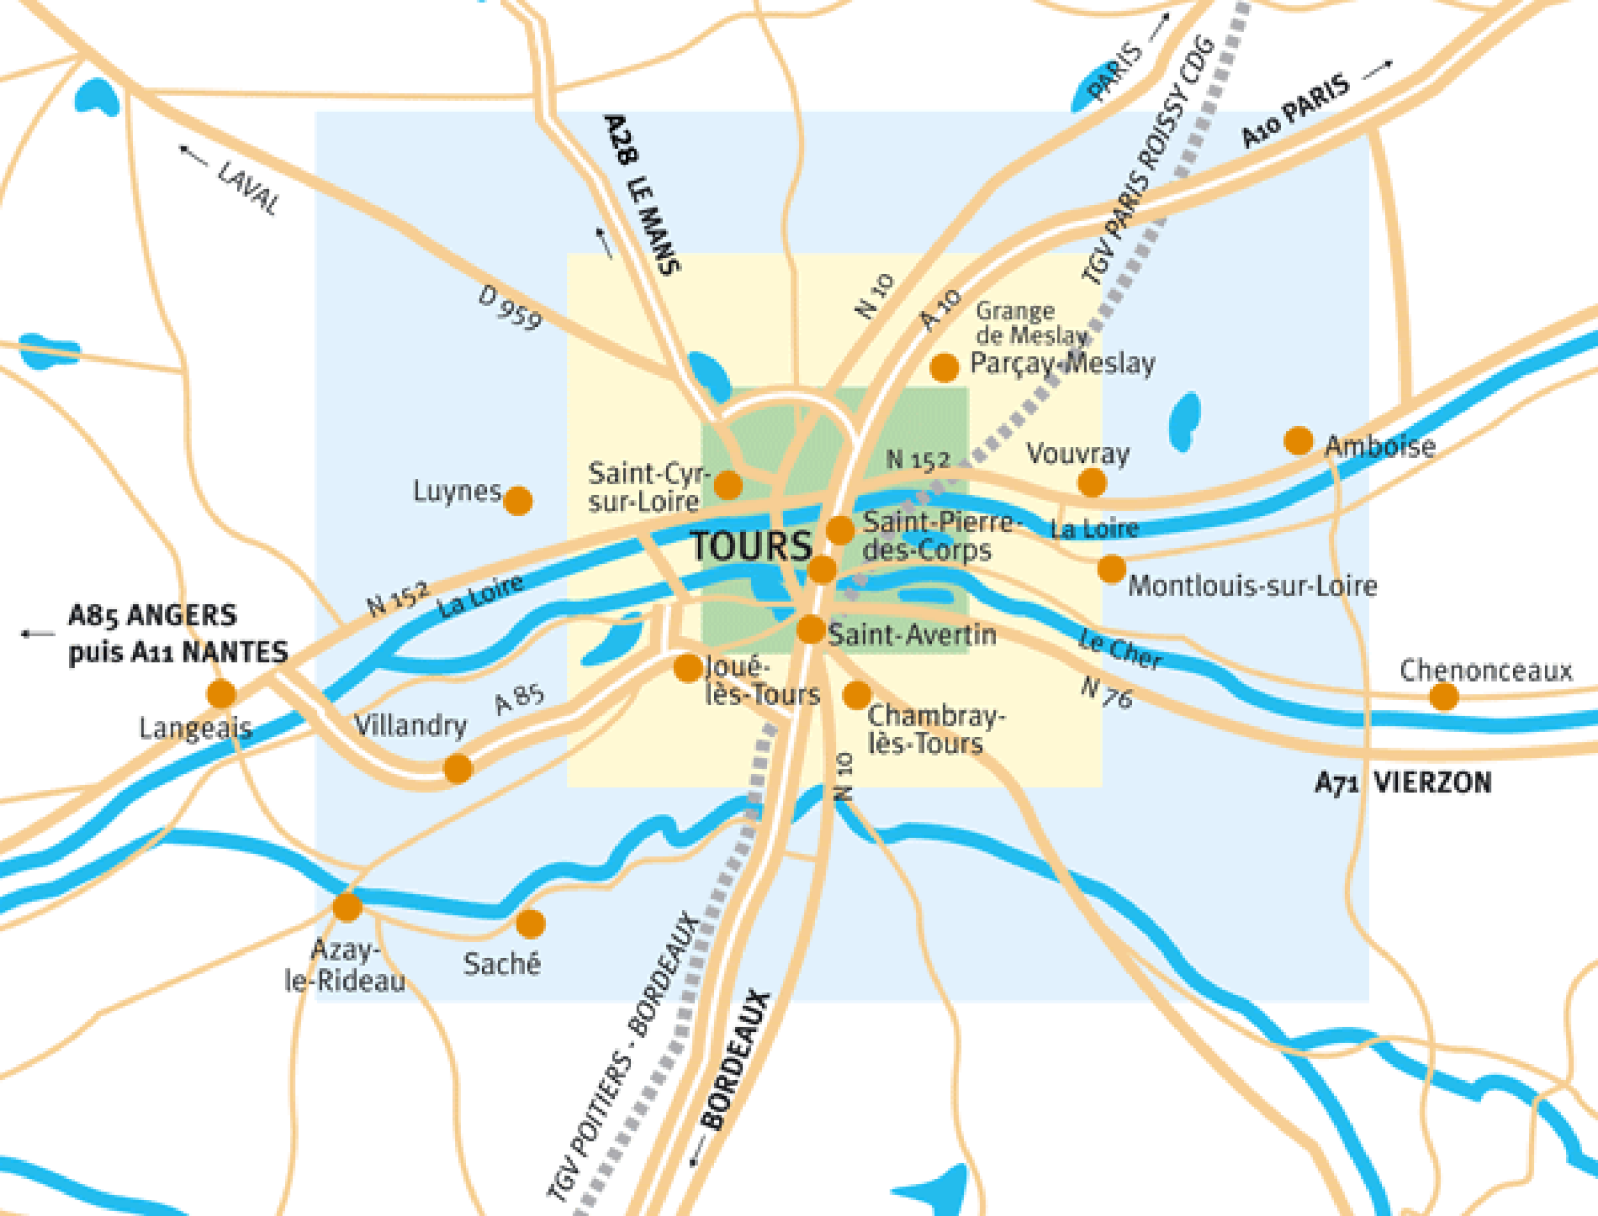 PARIS
TGV PARIS ROISSY CDG
A10 PARIS
A28 LE MANS
LAVAL
D 959
N 10
A 10
Grange
de Meslay
Parçay-Meslay
Vouvray
Amboise
N 152
Saint-Cyr-
sur-Loire
Luynes
La Loire
Saint-Pierre-
des-Corps
TOURS
Montlouis-sur-Loire
N 152
La Loire
A85 ANGERS
puis A11 NANTES
Saint-Avertin
Le Cher
Chenonceaux
Joué-
lès-Tours
A 85
N 76
Langeais
Villandry
Chambray-
lès-Tours
N 10
A71 VIERZON
Azay-
le-Rideau
Saché
TGV POITIERS - BORDEAUX
BORDEAUX